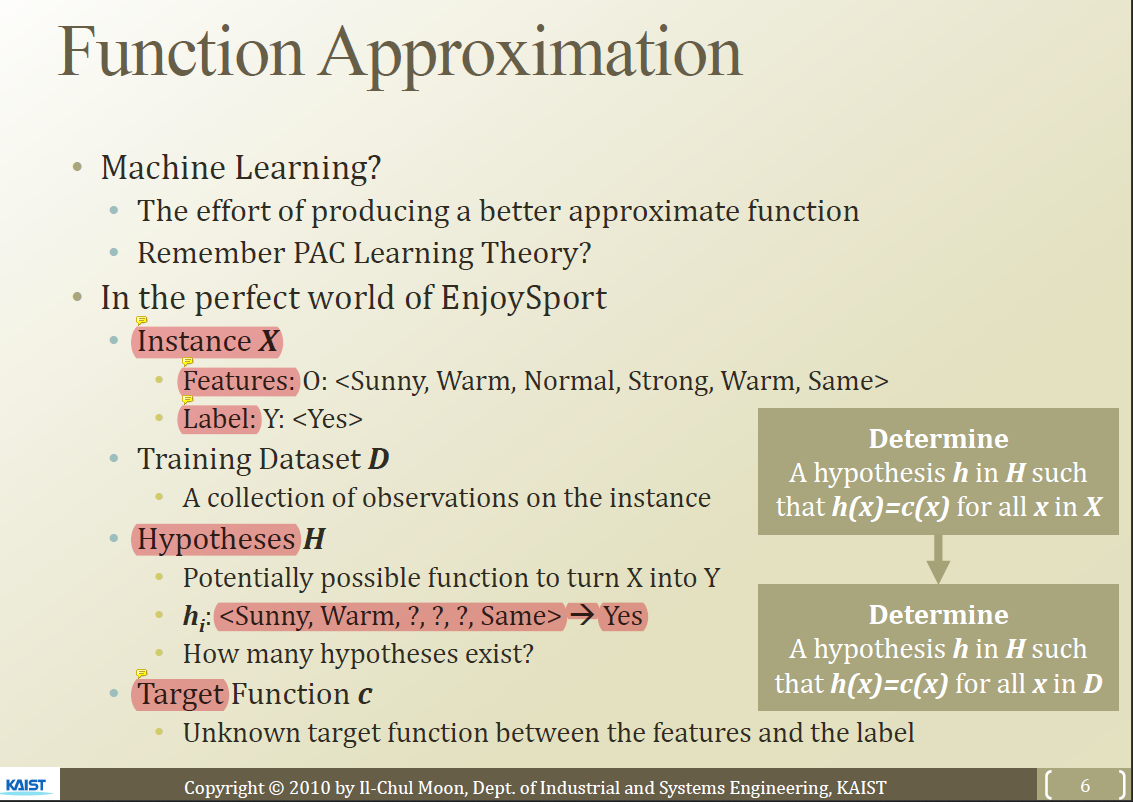 Function Approximation
• Machine Learning?
• The effort of producing a better approximate function
• Remember PAC Learning Theory?
• In the perfect world of EnjoySport
• Instance X
• Features: O: <Sunny, Warm, Normal, Strong, Warm, Same>
• Label: Y: <Yes>
• Training Dataset D
• A collection of observations on the instance
• Hypotheses H
• Potentially possible function to turn X into Y
• hi: <Sunny, Warm, ?, ?, ?, Same> → Yes
• How many hypotheses exist?
• Target Function c
• Unknown target function between the features and the label
Determine
A hypothesis h in H such
that h(x)=c(x) for all x in X
Determine
A hypothesis h in H such
that h(x)=c(x) for all x in D
KAIST
Copyright © 2010 by Il-Chul Moon, Dept. of Industrial and Systems Engineering, KAIST
6